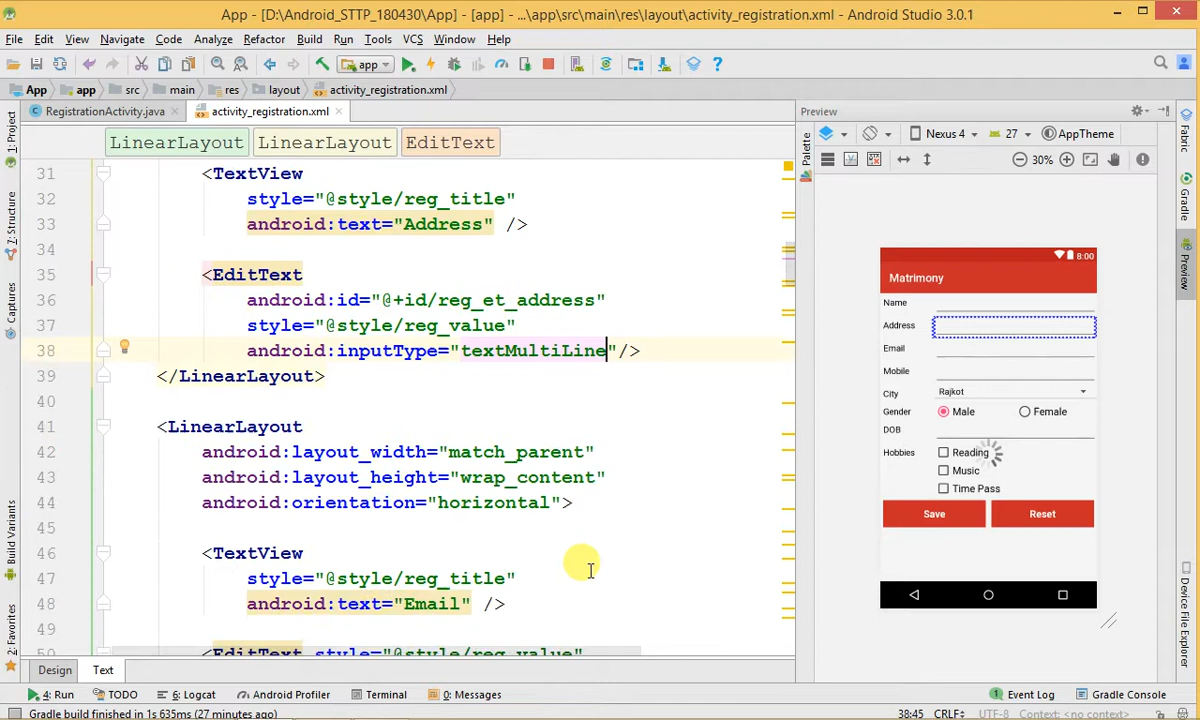 App - [D:\Android_STTP_180430\App] - [app] - ...\app\src\main\res\layout\activity_registration.xml - Android Studio 3.0.1
File Edit View Navigate Code Analyze Refactor Build Run Tools VCS Window Help
app
App app src main res layout activity_registration.xml
RegistrationActivity.java activity_registration.xml
LinearLayout LinearLayout EditText
31 <TextView
32 style="@style/reg_title"
33 android:text="Address" />
34
35 <EditText
36 android:id="@+id/reg_et_address"
37 style="@style/reg_value"
38 android:inputType="textMultiLine"/>
39 </LinearLayout>
40
41 <LinearLayout
42 android:layout_width="match_parent"
43 android:layout_height="wrap_content"
44 android:orientation="horizontal">
45
46 <TextView
47 style="@style/reg_title"
48 android:text="Email" />
49
50 <EditText style="@style/reg_value"
1: Project
7: Structure
Captures
Build Variants
2: Favorites
Preview
Palette
Nexus 4 27 AppTheme
30%
8:00
Matrimony
Name
Address
Email
Mobile
City Rajkot
Gender Male Female
DOB
Hobbies Reading
Music
Time Pass
Save Reset
Fabric
Gradle
Preview
Device File Explorer
Design Text
4: Run TODO 6: Logcat Android Profiler Terminal 0: Messages Event Log Gradle Console
Gradle build finished in 1s 635ms (27 minutes ago) 38:45 CRLF UTF-8 Context: <no context>